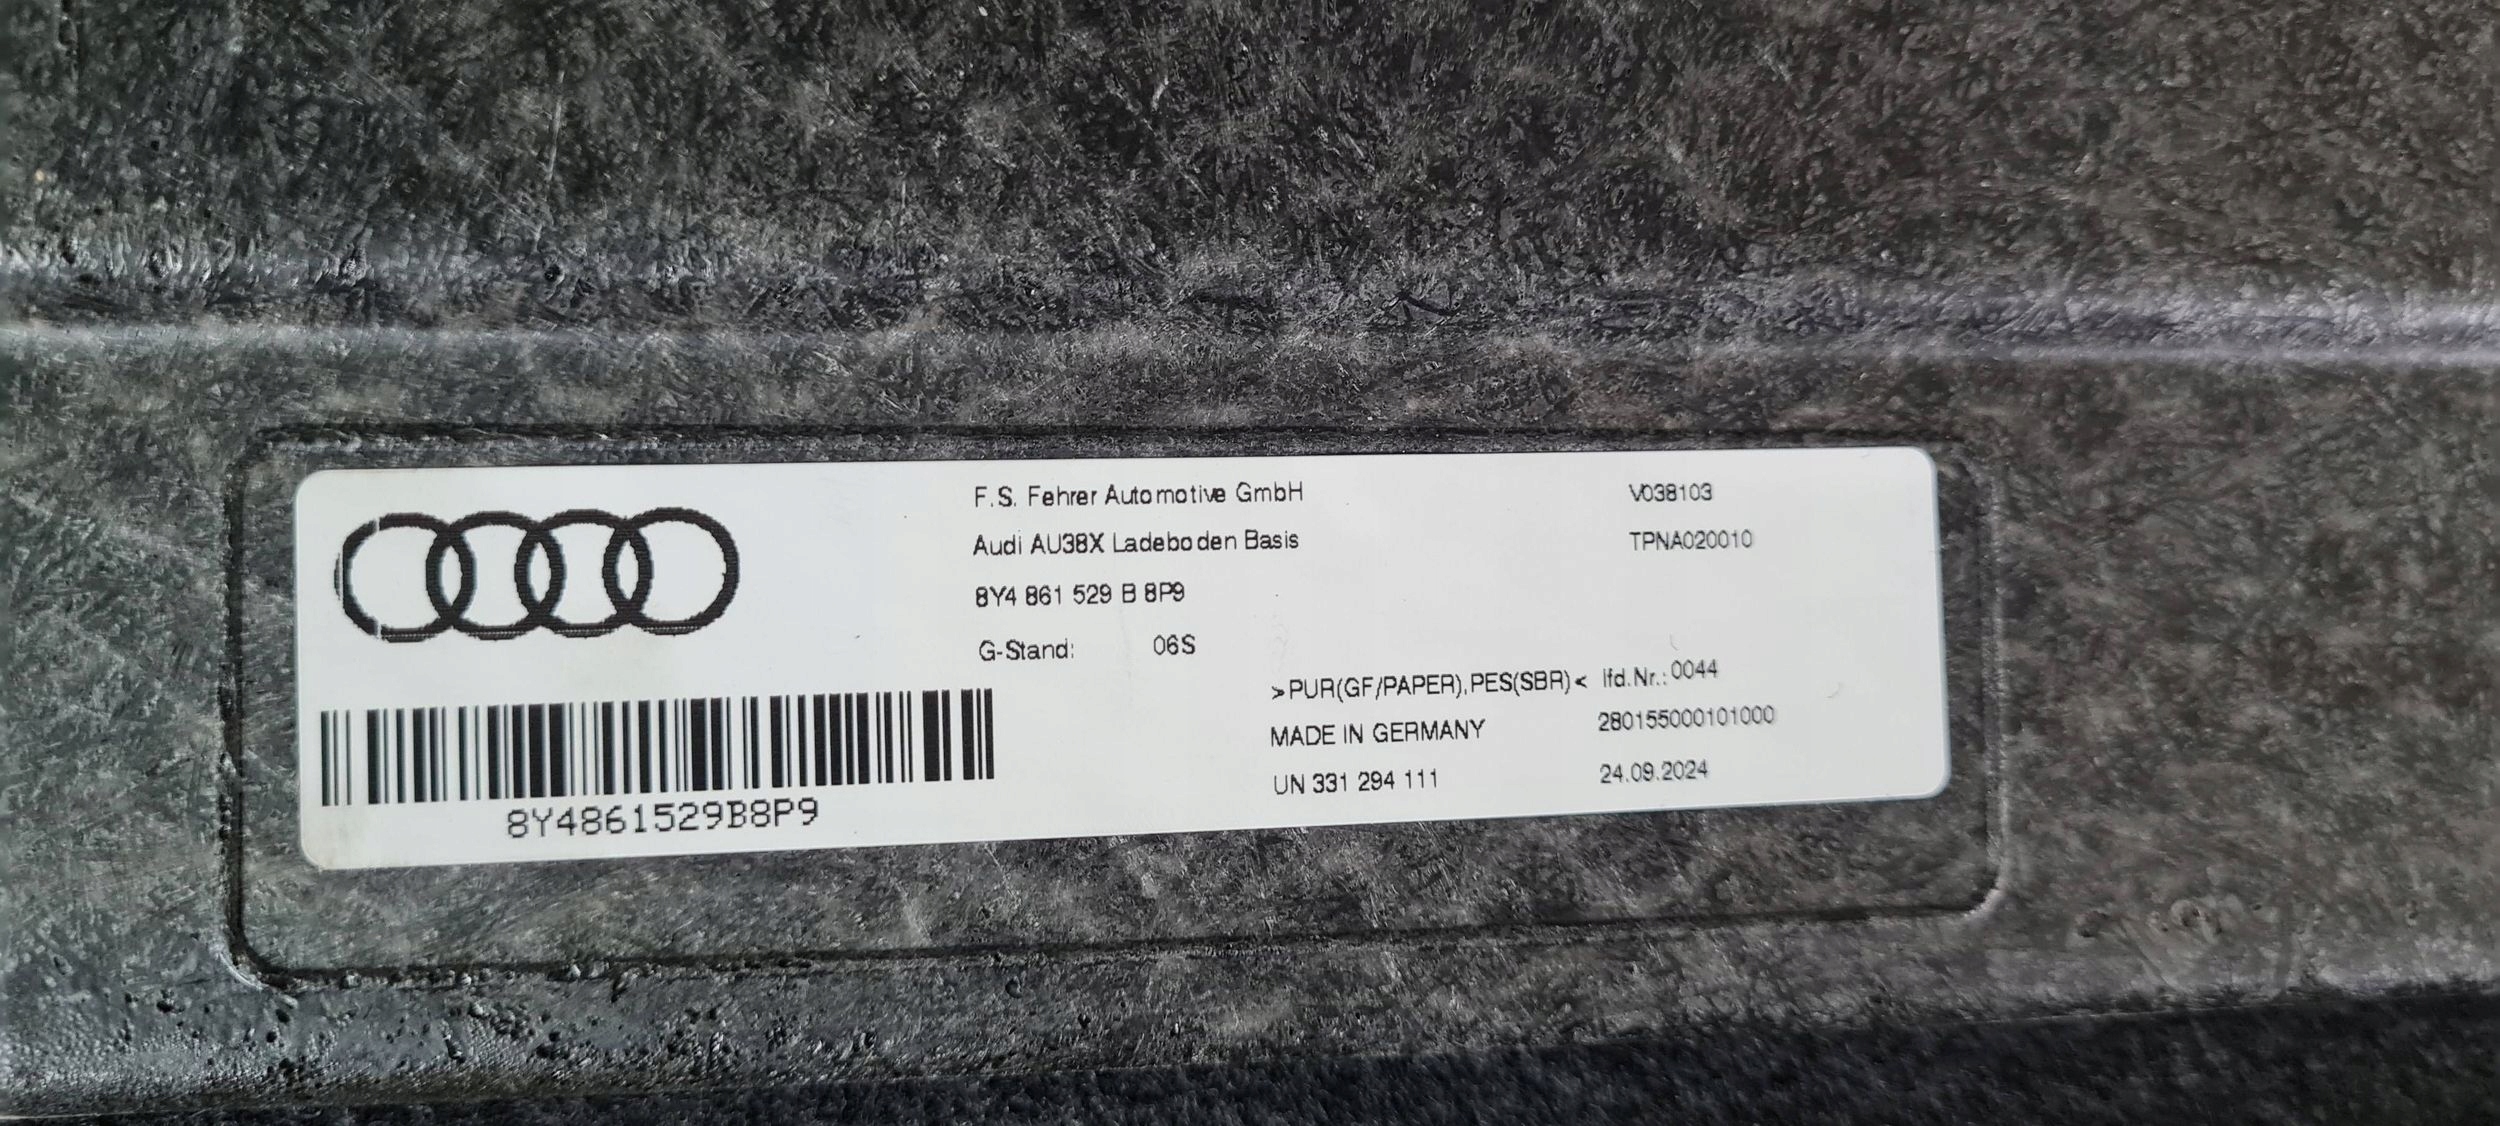 F.S. Fehrer Automotive GmbH V038103
Audi AU38X Ladeboden Basis TPNA020010
8Y4 861 529 B 8P9
G-Stand: 06S
>PUR(GF/PAPER),PES(SBR)< lfd.Nr.:0044
MADE IN GERMANY 280155000101000
UN 331 294 111 24.09.2024
8Y4861529B8P9